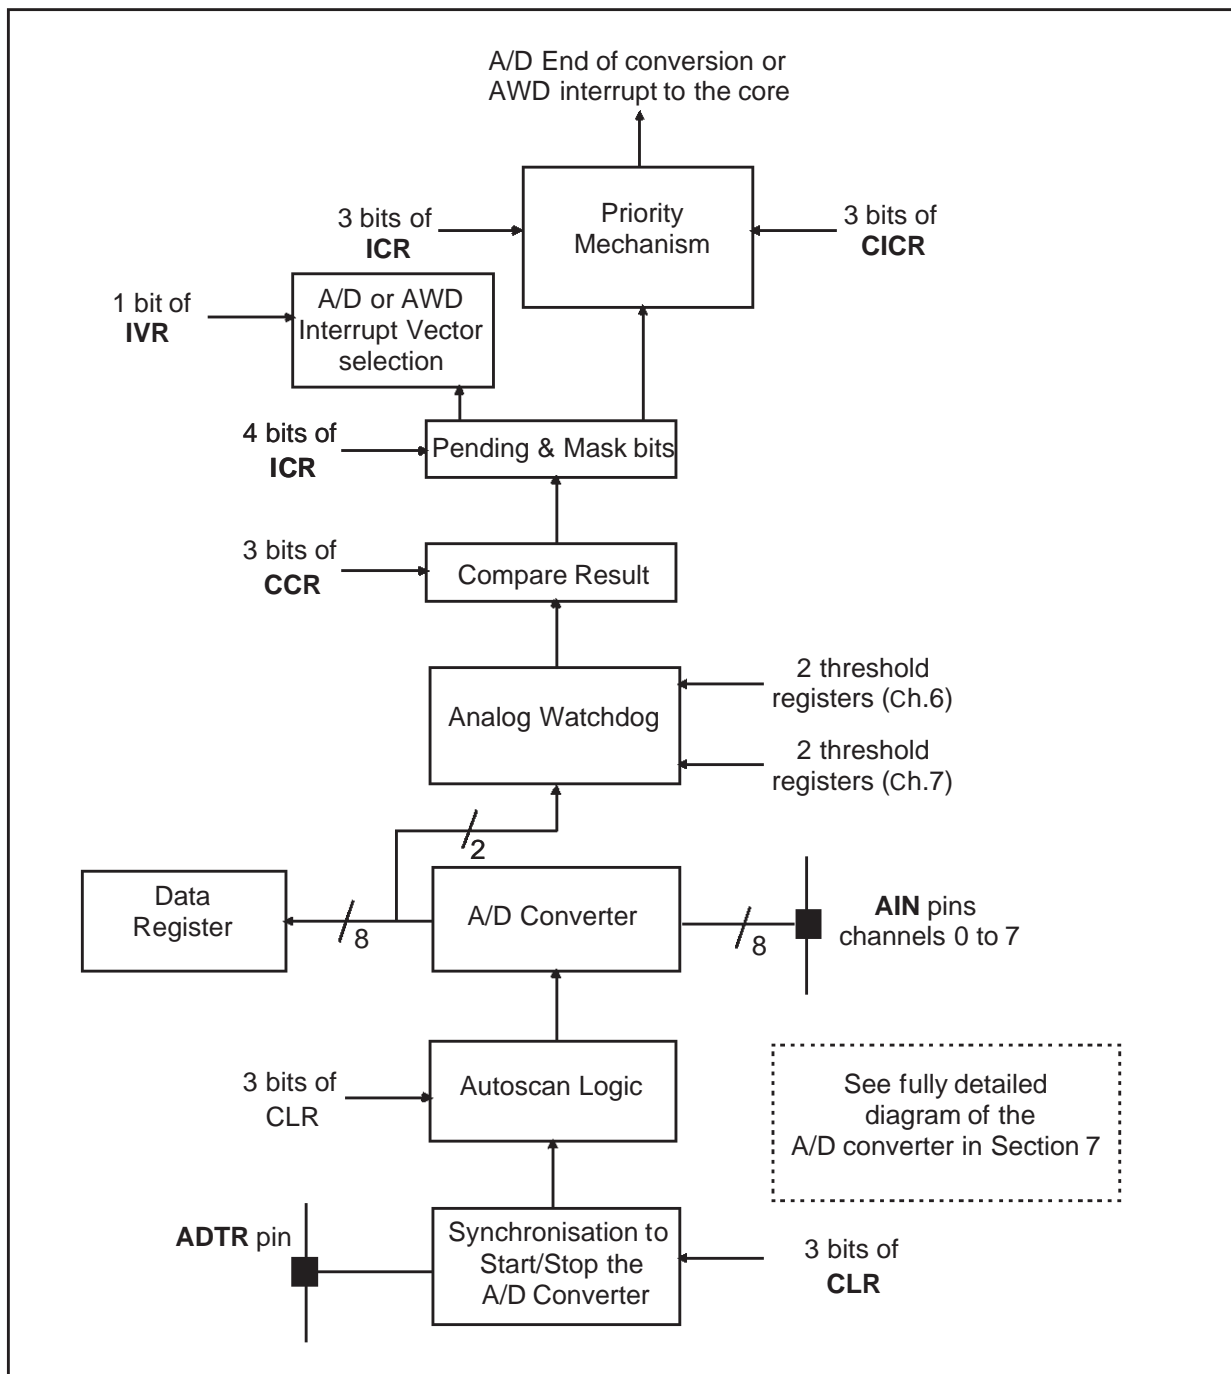 A/D End of conversion or
AWD interrupt to the core
Priority
Mechanism
3 bits of
ICR
3 bits of
CICR
1 bit of
IVR
A/D or AWD
Interrupt Vector
selection
4 bits of
ICR
Pending & Mask bits
3 bits of
CCR
Compare Result
Analog Watchdog
2 threshold
registers (Ch.6)
2 threshold
registers (Ch.7)
2
Data
Register
8
A/D Converter
8
AIN pins
channels 0 to 7
3 bits of
CLR
Autoscan Logic
See fully detailed
diagram of the
A/D converter in Section 7
ADTR pin
Synchronisation to
Start/Stop the
A/D Converter
3 bits of
CLR